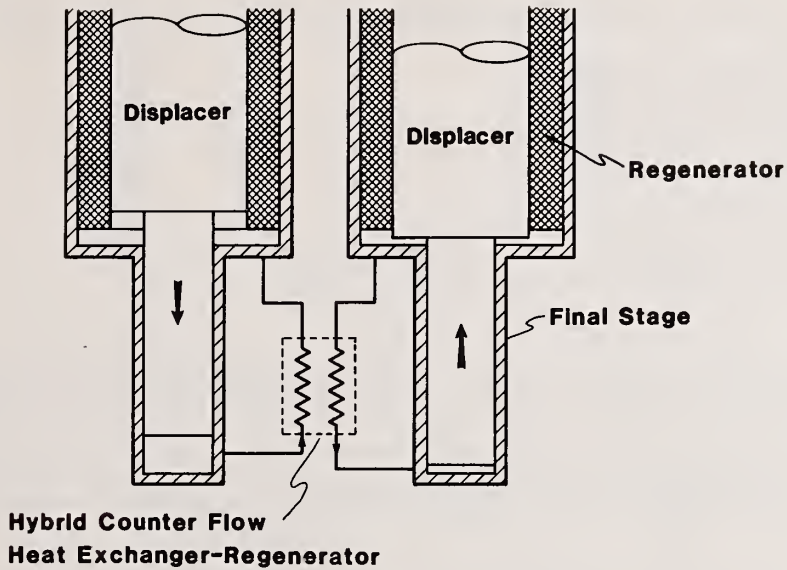 Displacer
Displacer
Regenerator
Final Stage
Hybrid Counter Flow
Heat Exchanger-Regenerator